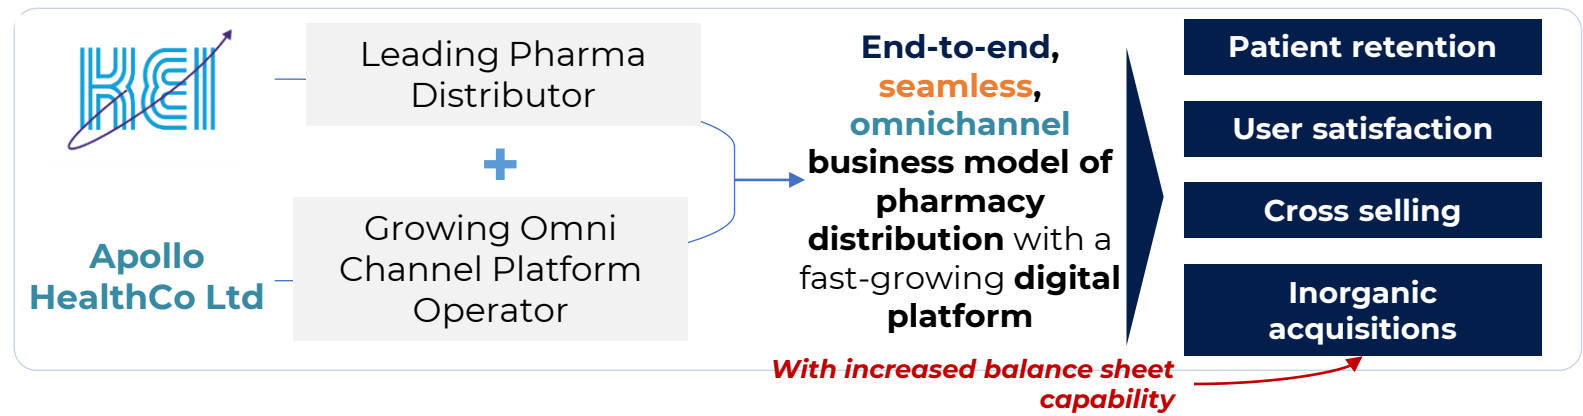 KEI
Leading Pharma
Distributor
+
Apollo
HealthCo Ltd
Growing Omni
Channel Platform
Operator
End-to-end,
seamless,
omnichannel
business model of
pharmacy
distribution with a
fast-growing digital
platform
Patient retention
User satisfaction
Cross selling
Inorganic
acquisitions
With increased balance sheet
capability